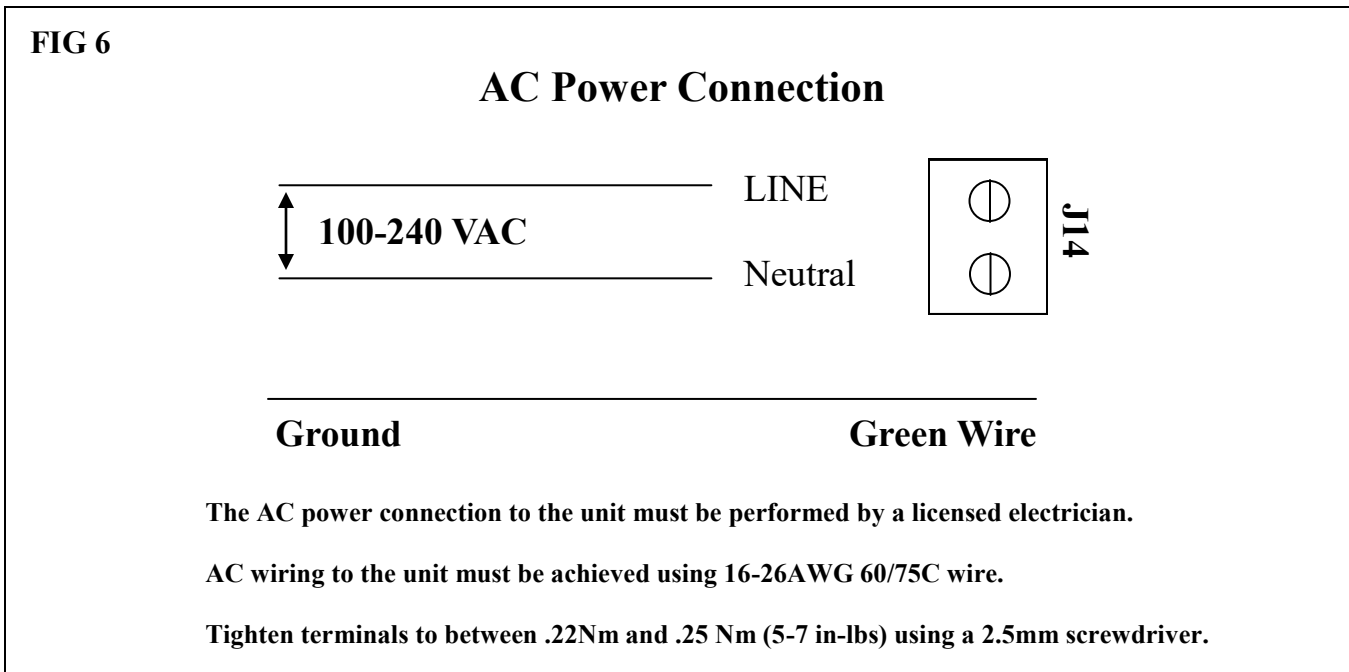 FIG 6
AC Power Connection
LINE
100-240 VAC
J14
Neutral
Ground
Green Wire
The AC power connection to the unit must be performed by a licensed electrician.
AC wiring to the unit must be achieved using 16-26AWG 60/75C wire.
Tighten terminals to between .22Nm and .25 Nm (5-7 in-lbs) using a 2.5mm screwdriver.